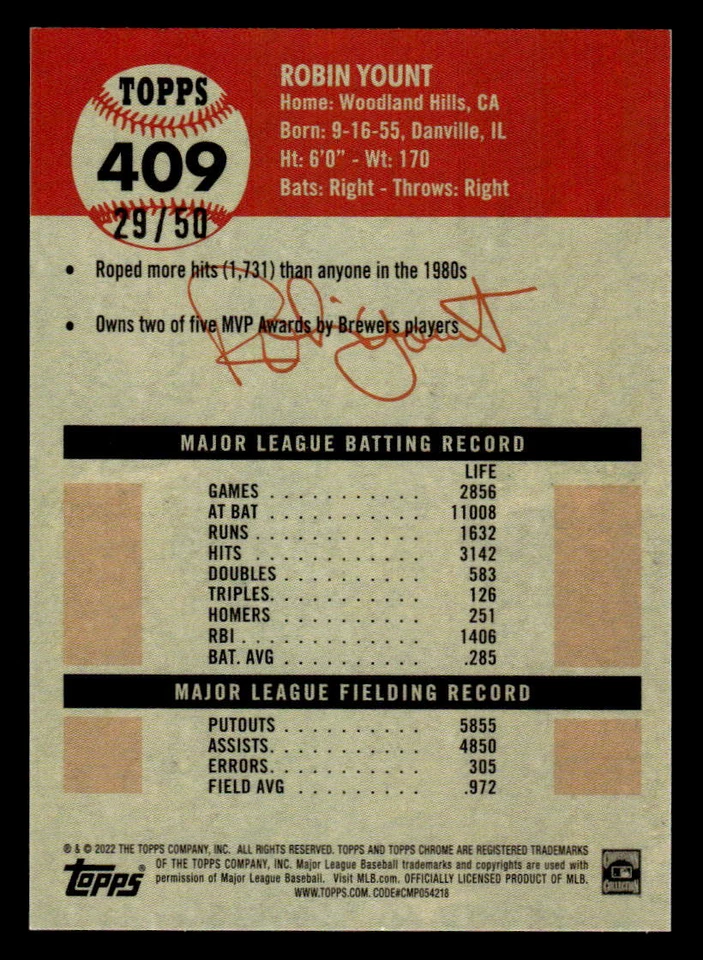 TOPPS
409
29/50
ROBIN YOUNT
Home: Woodland Hills, CA
Born: 9-16-55, Danville, IL
Ht: 6'0" - Wt: 170
Bats: Right - Throws: Right
• Roped more hits (1,731) than anyone in the 1980s
• Owns two of five MVP Awards by Brewers players
Robin Yount
MAJOR LEAGUE BATTING RECORD
LIFE
GAMES . . . . . . . . . . . 2856
AT BAT . . . . . . . . . . . 11008
RUNS . . . . . . . . . . . . 1632
HITS . . . . . . . . . . . . 3142
DOUBLES . . . . . . . . . . 583
TRIPLES. . . . . . . . . . . 126
HOMERS . . . . . . . . . . 251
RBI . . . . . . . . . . . . . 1406
BAT. AVG . . . . . . . . . . .285
MAJOR LEAGUE FIELDING RECORD
PUTOUTS . . . . . . . . . . 5855
ASSISTS. . . . . . . . . . . 4850
ERRORS. . . . . . . . . . . 305
FIELD AVG . . . . . . . . . .972
® & © 2022 THE TOPPS COMPANY, INC. ALL RIGHTS RESERVED. TOPPS AND TOPPS CHROME ARE REGISTERED TRADEMARKS
OF THE TOPPS COMPANY, INC. Major League Baseball trademarks and copyrights are used with
permission of Major League Baseball. Visit MLB.com. OFFICIALLY LICENSED PRODUCT OF MLB.
WWW.TOPPS.COM. CODE#CMP054218
Topps®
COLLECTION